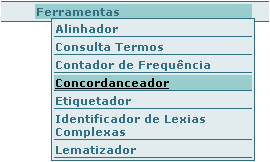 Ferramentas
Alinhador
Consulta Termos
Contador de Frequência
Concordanceador
Etiquetador
Identificador de Lexias
Complexas
Lematizador